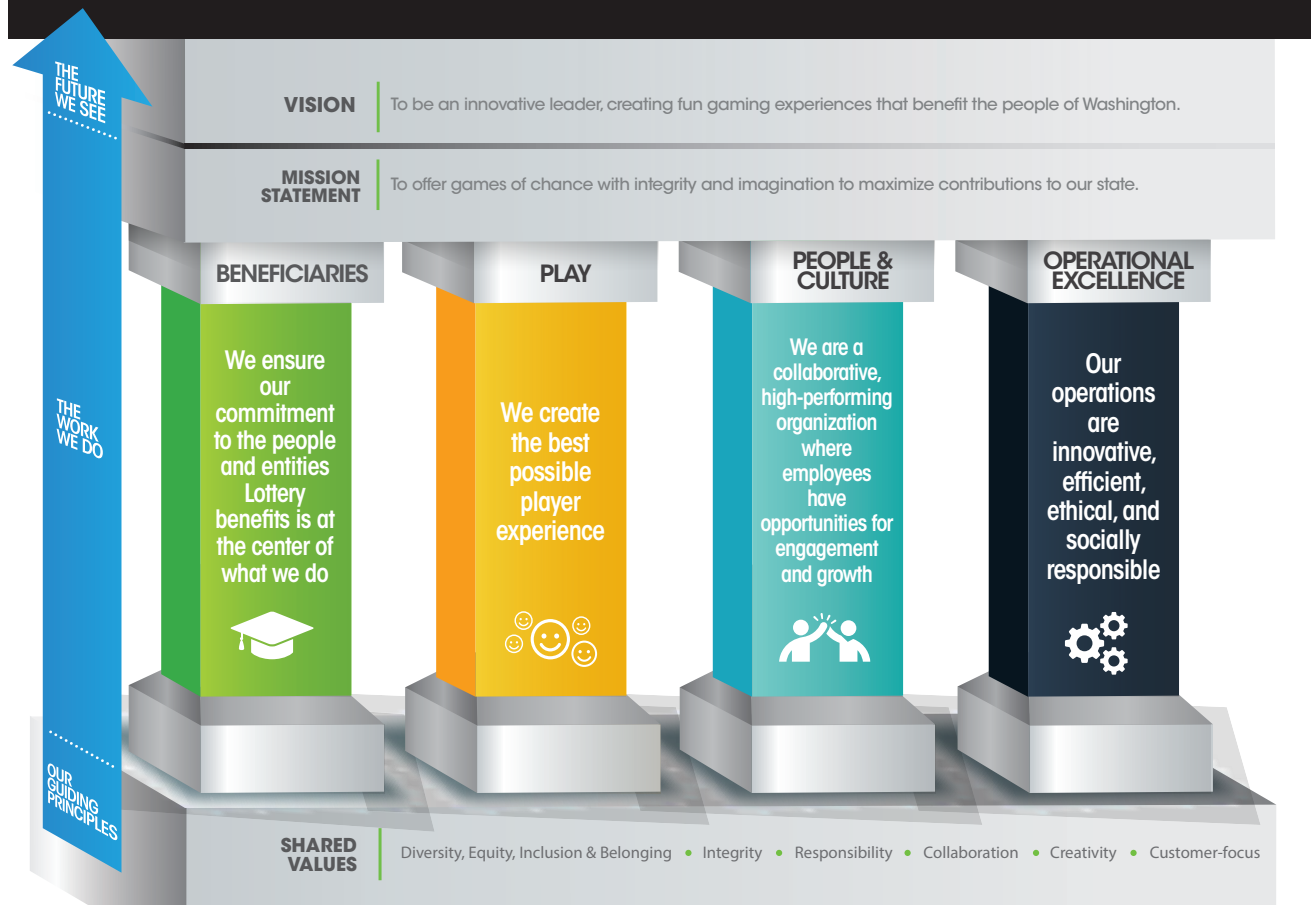 THE
FUTURE
WE SEE
VISION
To be an innovative leader, creating fun gaming experiences that benefit the people of Washington.
MISSION
STATEMENT
To offer games of chance with integrity and imagination to maximize contributions to our state.
BENEFICIARIES
We ensure
our
commitment
to the people
and entities
Lottery
benefits is at
the center of
what we do
PLAY
We create
the best
possible
player
experience
PEOPLE &
CULTURE
We are a
collaborative,
high-performing
organization
where
employees
have
opportunities for
engagement
and growth
OPERATIONAL
EXCELLENCE
Our
operations
are
innovative,
efficient,
ethical, and
socially
responsible
THE
WORK
WE DO
OUR
GUIDING
PRINCIPLES
SHARED
VALUES
Diversity, Equity, Inclusion & Belonging • Integrity • Responsibility • Collaboration • Creativity • Customer-focus